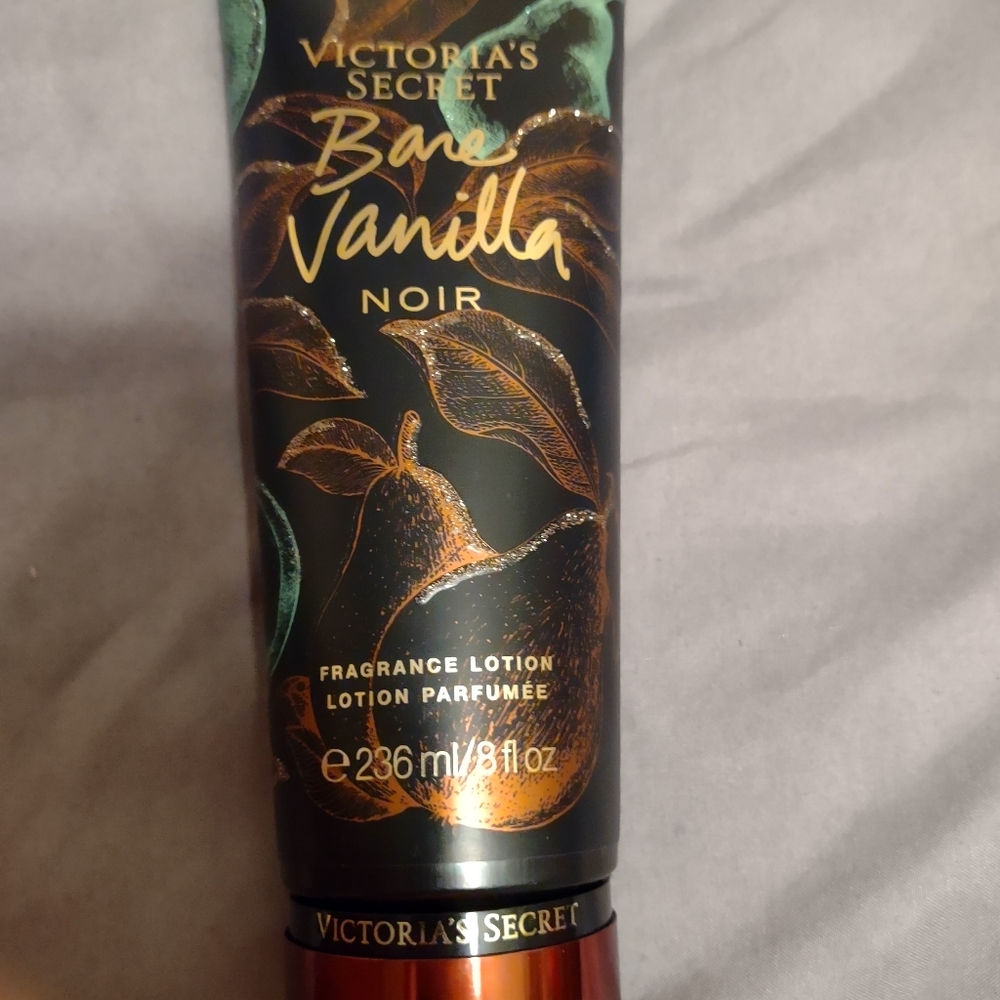 VICTORIA'S
SECRET
Bare
Vanilla
NOIR
FRAGRANCE LOTION
LOTION PARFUMÉE
℮ 236 ml/8 fl oz
VICTORIA'S SECRET